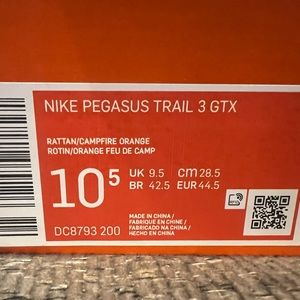 NIKE PEGASUS TRAIL 3 GTX
RATTAN/CAMPFIRE ORANGE
ROTIN/ORANGE FEU DE CAMP
10 5
UK 9.5 CM 28.5
BR 42.5 EUR 44.5
MADE IN CHINA /
FABRIQUÉ EN CHINE /
FABRICADO NA CHINA /
HECHO EN CHINA
DC8793 200